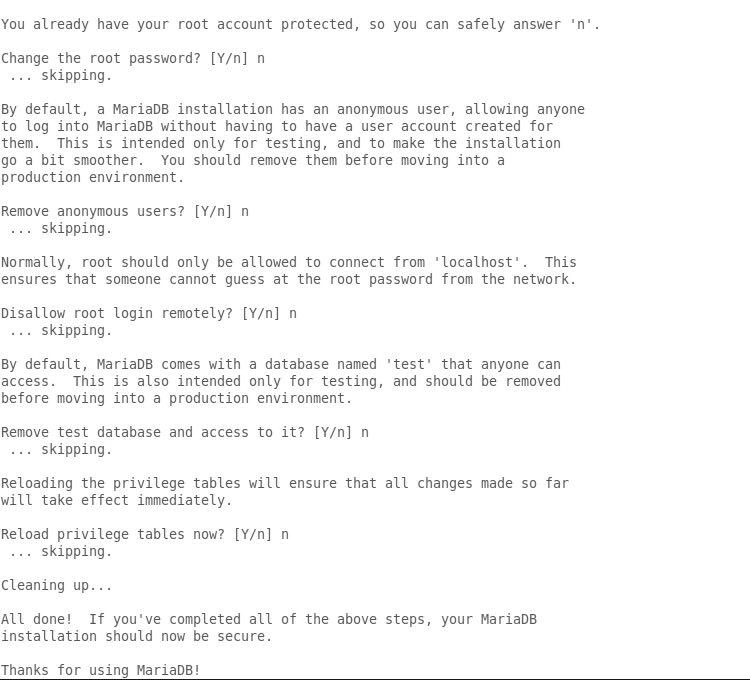 You already have your root account protected, so you can safely answer 'n'.
Change the root password? [Y/n] n
... skipping.
By default, a MariaDB installation has an anonymous user, allowing anyone
to log into MariaDB without having to have a user account created for
them.  This is intended only for testing, and to make the installation
go a bit smoother.  You should remove them before moving into a
production environment.
Remove anonymous users? [Y/n] n
... skipping.
Normally, root should only be allowed to connect from 'localhost'.  This
ensures that someone cannot guess at the root password from the network.
Disallow root login remotely? [Y/n] n
... skipping.
By default, MariaDB comes with a database named 'test' that anyone can
access.  This is also intended only for testing, and should be removed
before moving into a production environment.
Remove test database and access to it? [Y/n] n
... skipping.
Reloading the privilege tables will ensure that all changes made so far
will take effect immediately.
Reload privilege tables now? [Y/n] n
... skipping.
Cleaning up...
All done!  If you've completed all of the above steps, your MariaDB
installation should now be secure.
Thanks for using MariaDB!